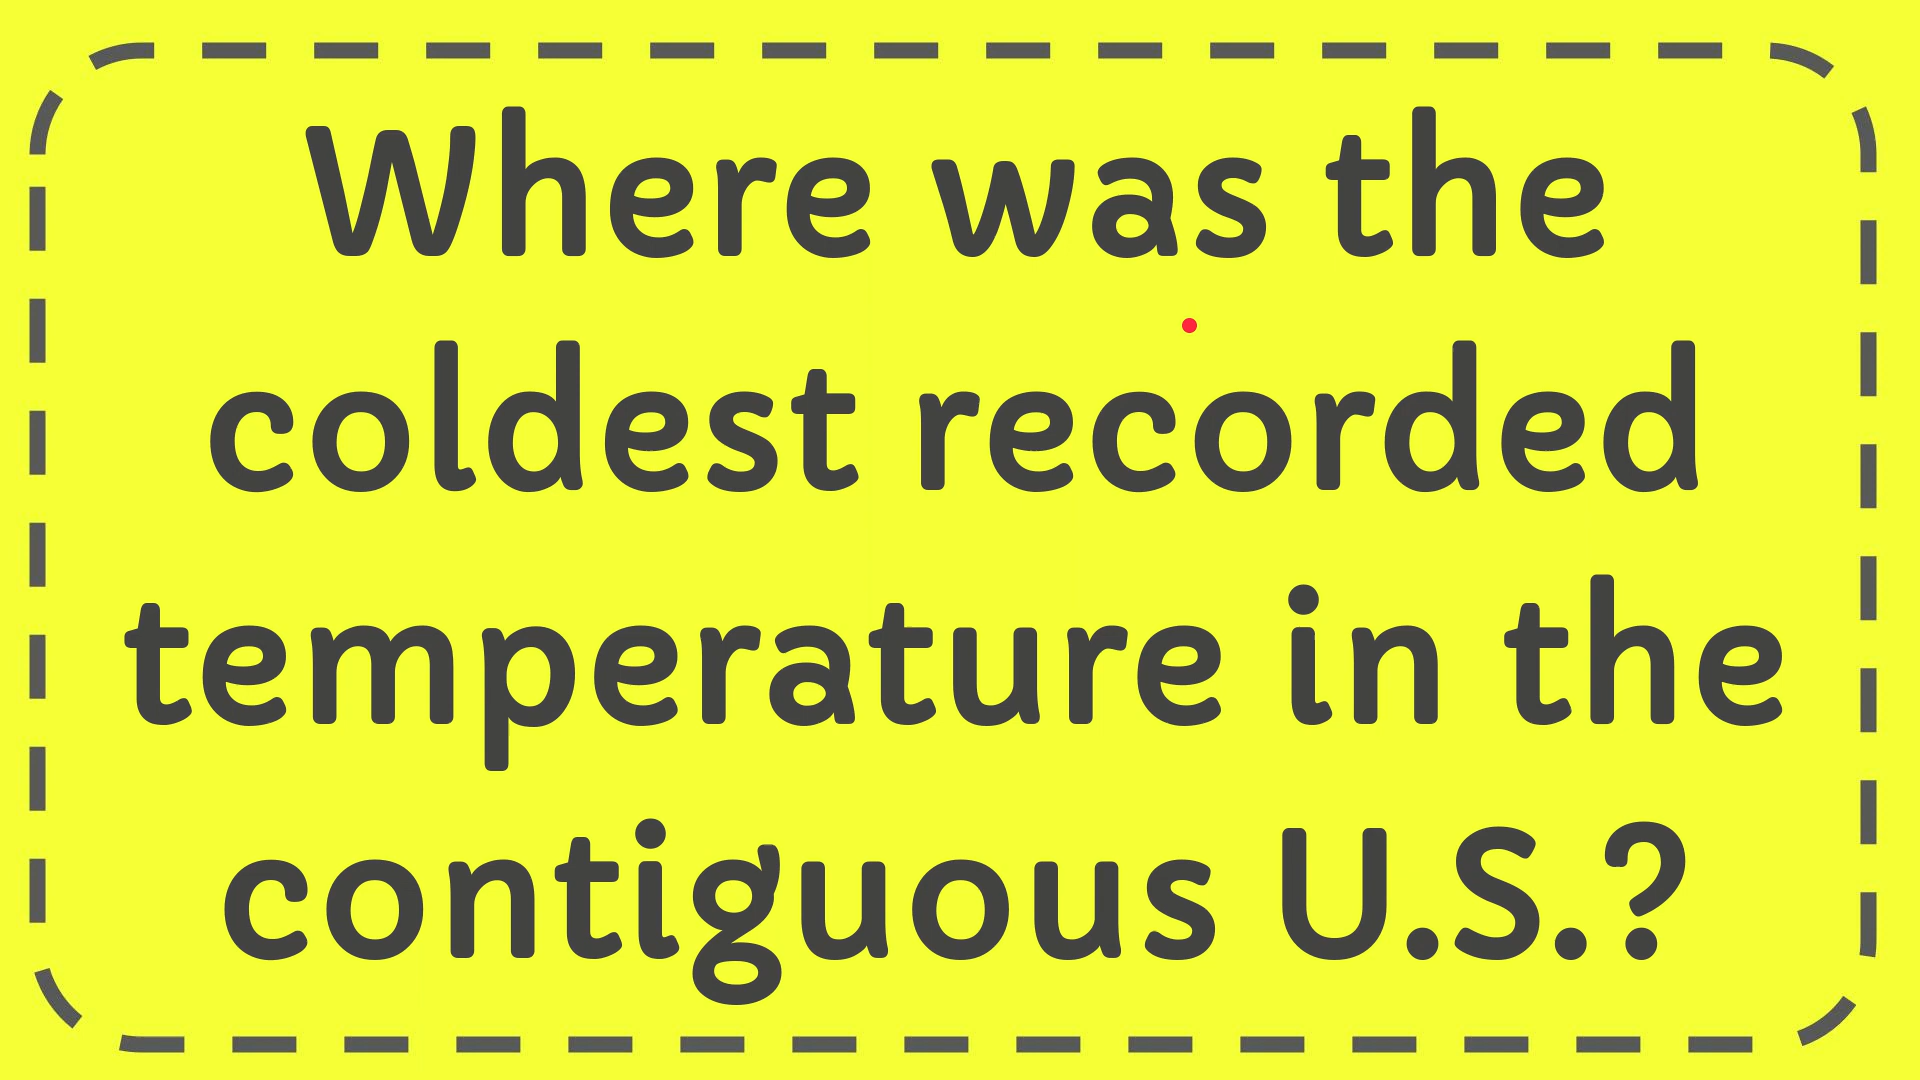 Where was the
coldest recorded
temperature in the
contiguous U.S.?